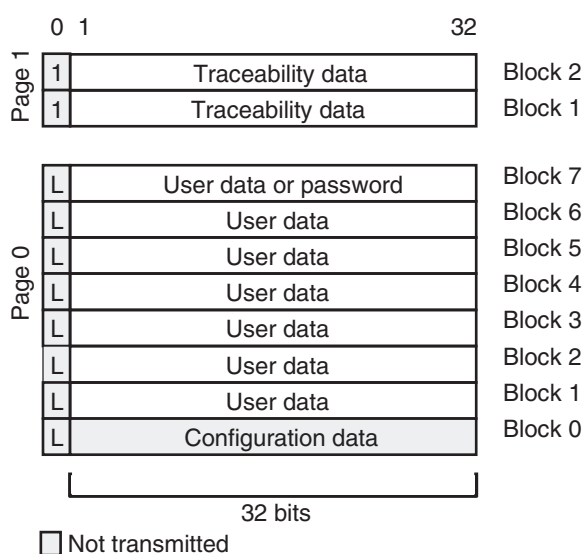 0 1 32
Page 1
1 Traceability data Block 2
1 Traceability data Block 1
Page 0
L User data or password Block 7
L User data Block 6
L User data Block 5
L User data Block 4
L User data Block 3
L User data Block 2
L User data Block 1
L Configuration data Block 0
32 bits
Not transmitted